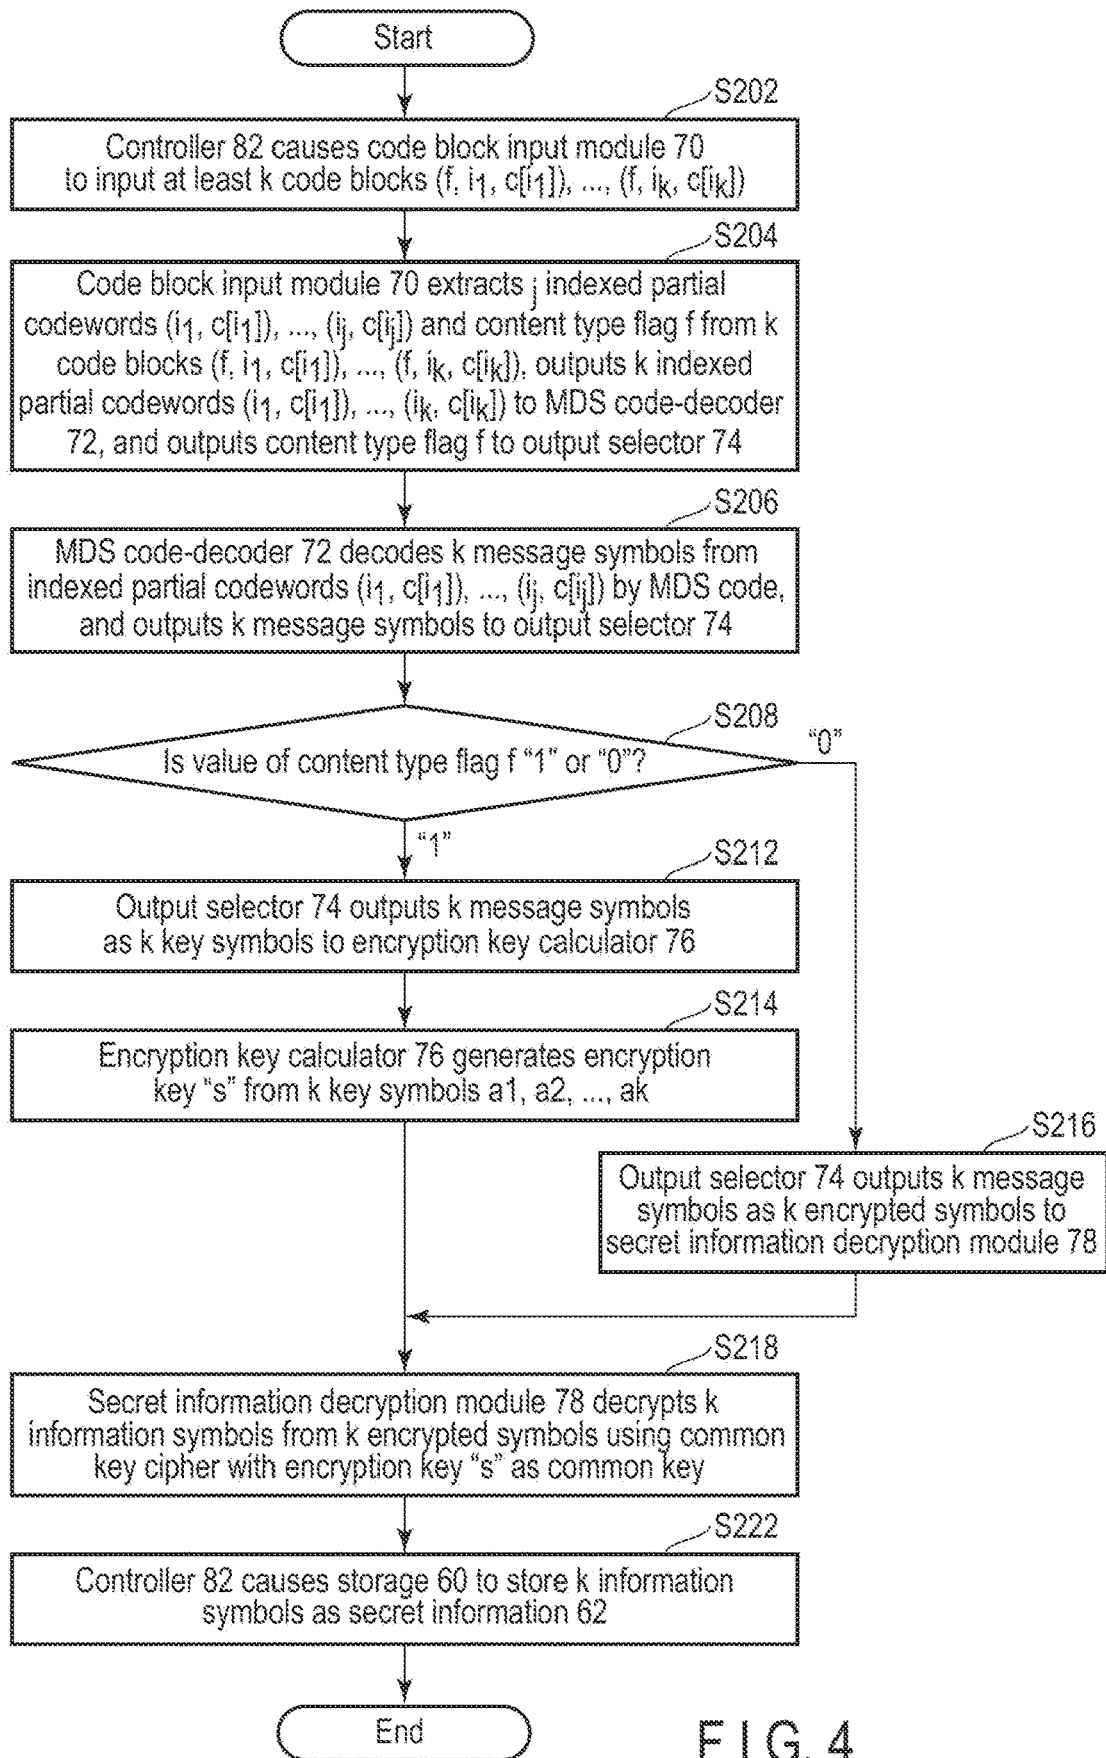 Start
S202
Controller 82 causes code block input module 70
to input at least k code blocks (f, i1, c[i1]), ..., (f, ik, c[ik])
S204
Code block input module 70 extracts j indexed partial
codewords (i1, c[i1]), ..., (ij, c[ij]) and content type flag f from k
code blocks (f, i1, c[i1]), ..., (f, ik, c[ik]), outputs k indexed
partial codewords (i1, c[i1]), ..., (ik, c[ik]) to MDS code-decoder
72, and outputs content type flag f to output selector 74
S206
MDS code-decoder 72 decodes k message symbols from
indexed partial codewords (i1, c[i1]), ..., (ij, c[ij]) by MDS code,
and outputs k message symbols to output selector 74
S208
Is value of content type flag f “1” or “0”?
“0”
“1”
S212
Output selector 74 outputs k message symbols
as k key symbols to encryption key calculator 76
S214
Encryption key calculator 76 generates encryption
key “s” from k key symbols a1, a2, ..., ak
S216
Output selector 74 outputs k message
symbols as k encrypted symbols to
secret information decryption module 78
S218
Secret information decryption module 78 decrypts k
information symbols from k encrypted symbols using common
key cipher with encryption key “s” as common key
S222
Controller 82 causes storage 60 to store k information
symbols as secret information 62
End
FIG. 4